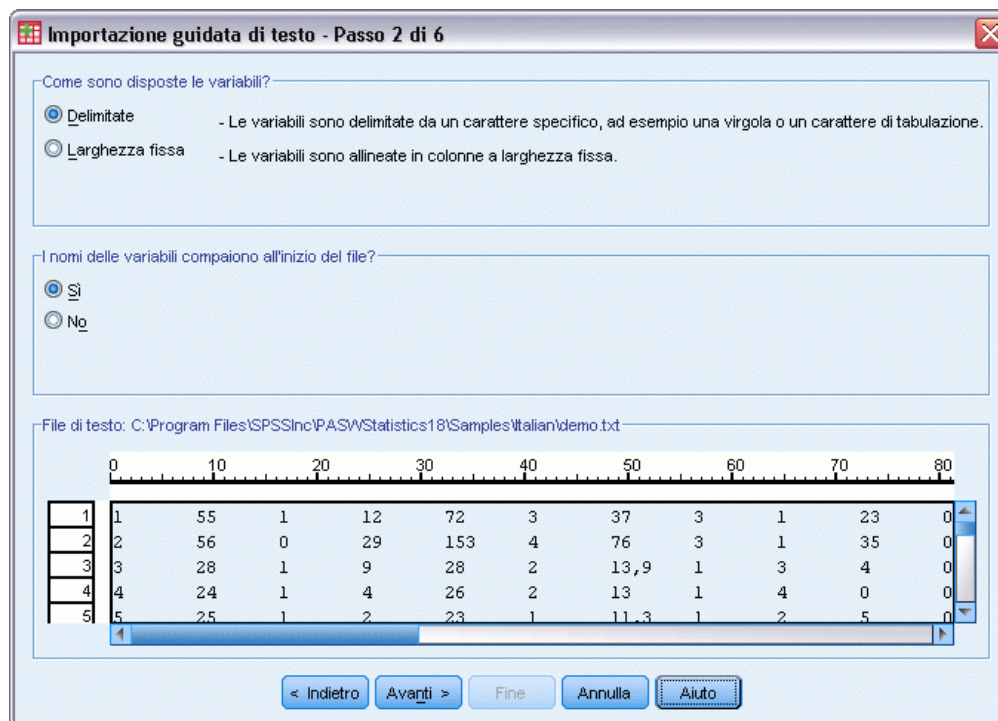 Importazione guidata di testo - Passo 2 di 6
Come sono disposte le variabili?
Delimitate - Le variabili sono delimitate da un carattere specifico, ad esempio una virgola o un carattere di tabulazione.
Larghezza fissa - Le variabili sono allineate in colonne a larghezza fissa.
I nomi delle variabili compaiono all'inizio del file?
Sì
No
File di testo: C:\Program Files\SPSSInc\PASWStatistics18\Samples\Italian\demo.txt
0 10 20 30 40 50 60 70 80
1 1 55 1 12 72 3 37 3 1 23 0
2 2 56 0 29 153 4 76 3 1 35 0
3 3 28 1 9 28 2 13,9 1 3 4 0
4 4 24 1 4 26 2 13 1 4 0 0
5 5 25 1 2 23 1 11,3 1 2 5 0
< Indietro Avanti > Fine Annulla Aiuto